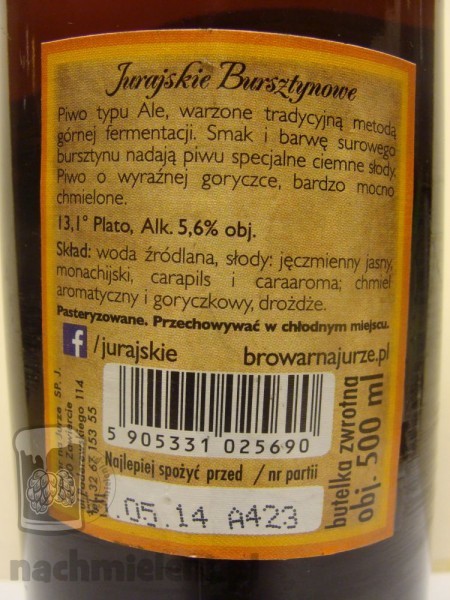 Jurajskie Bursztynowe
Piwo typu Ale, warzone tradycyjną metodą
górnej fermentacji. Smak i barwę surowego
bursztynu nadają piwu specjalne ciemne słody.
Piwo o wyraźnej goryczce, bardzo mocno
chmielone.
13,1° Plato, Alk. 5,6% obj.
Skład: woda źródlana, słody: jęczmienny jasny,
monachijski, carapils i caraaroma; chmiel
aromatyczny i goryczkowy, drożdże.
Pasteryzowane. Przechowywać w chłodnym miejscu.
f /jurajskie browarnajurze.pl
5 905331 025690
Najlepiej spożyć przed / nr partii
.05.14 A423
butelka zwrotna
obj. 500 ml
Jurze SP. J.
Zawiercie
114
32 67 153 55